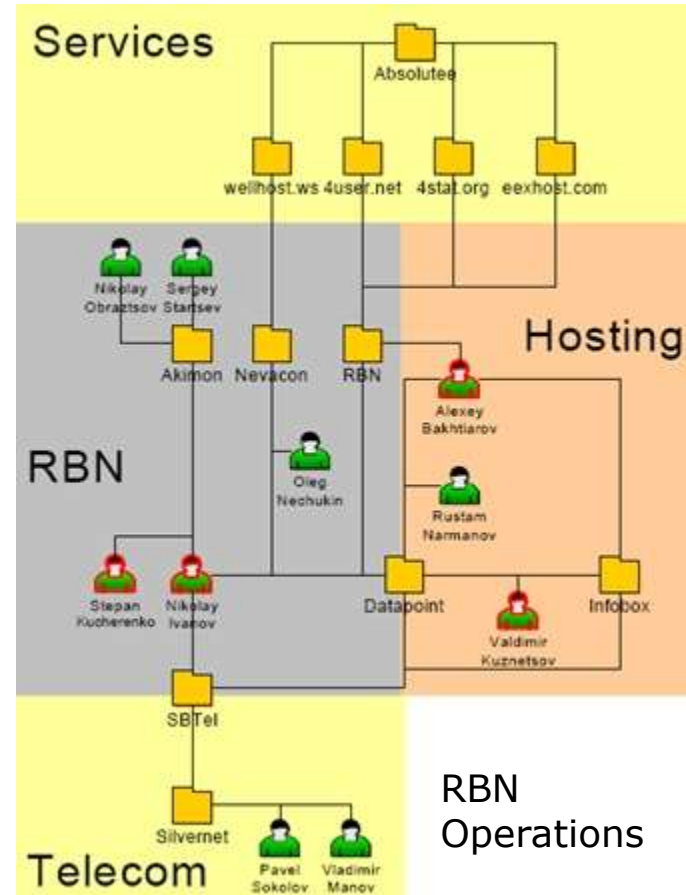 Services
Absolutee
wellhost.ws 4user.net 4stat.org eexhost.com
Nikolay
Obraztsov
Sergey
Startsev
Akimon
Nevacon
RBN
Hosting
Alexey
Bakhtiarov
RBN
Oleg
Nechukin
Rustam
Narmanov
Stepan
Kucherenko
Nikolay
Ivanov
Datapoint
Infobox
Valdimir
Kuznetsov
SBTel
Silvernet
RBN
Operations
Telecom
Pavel
Sokolov
Vladimir
Manov